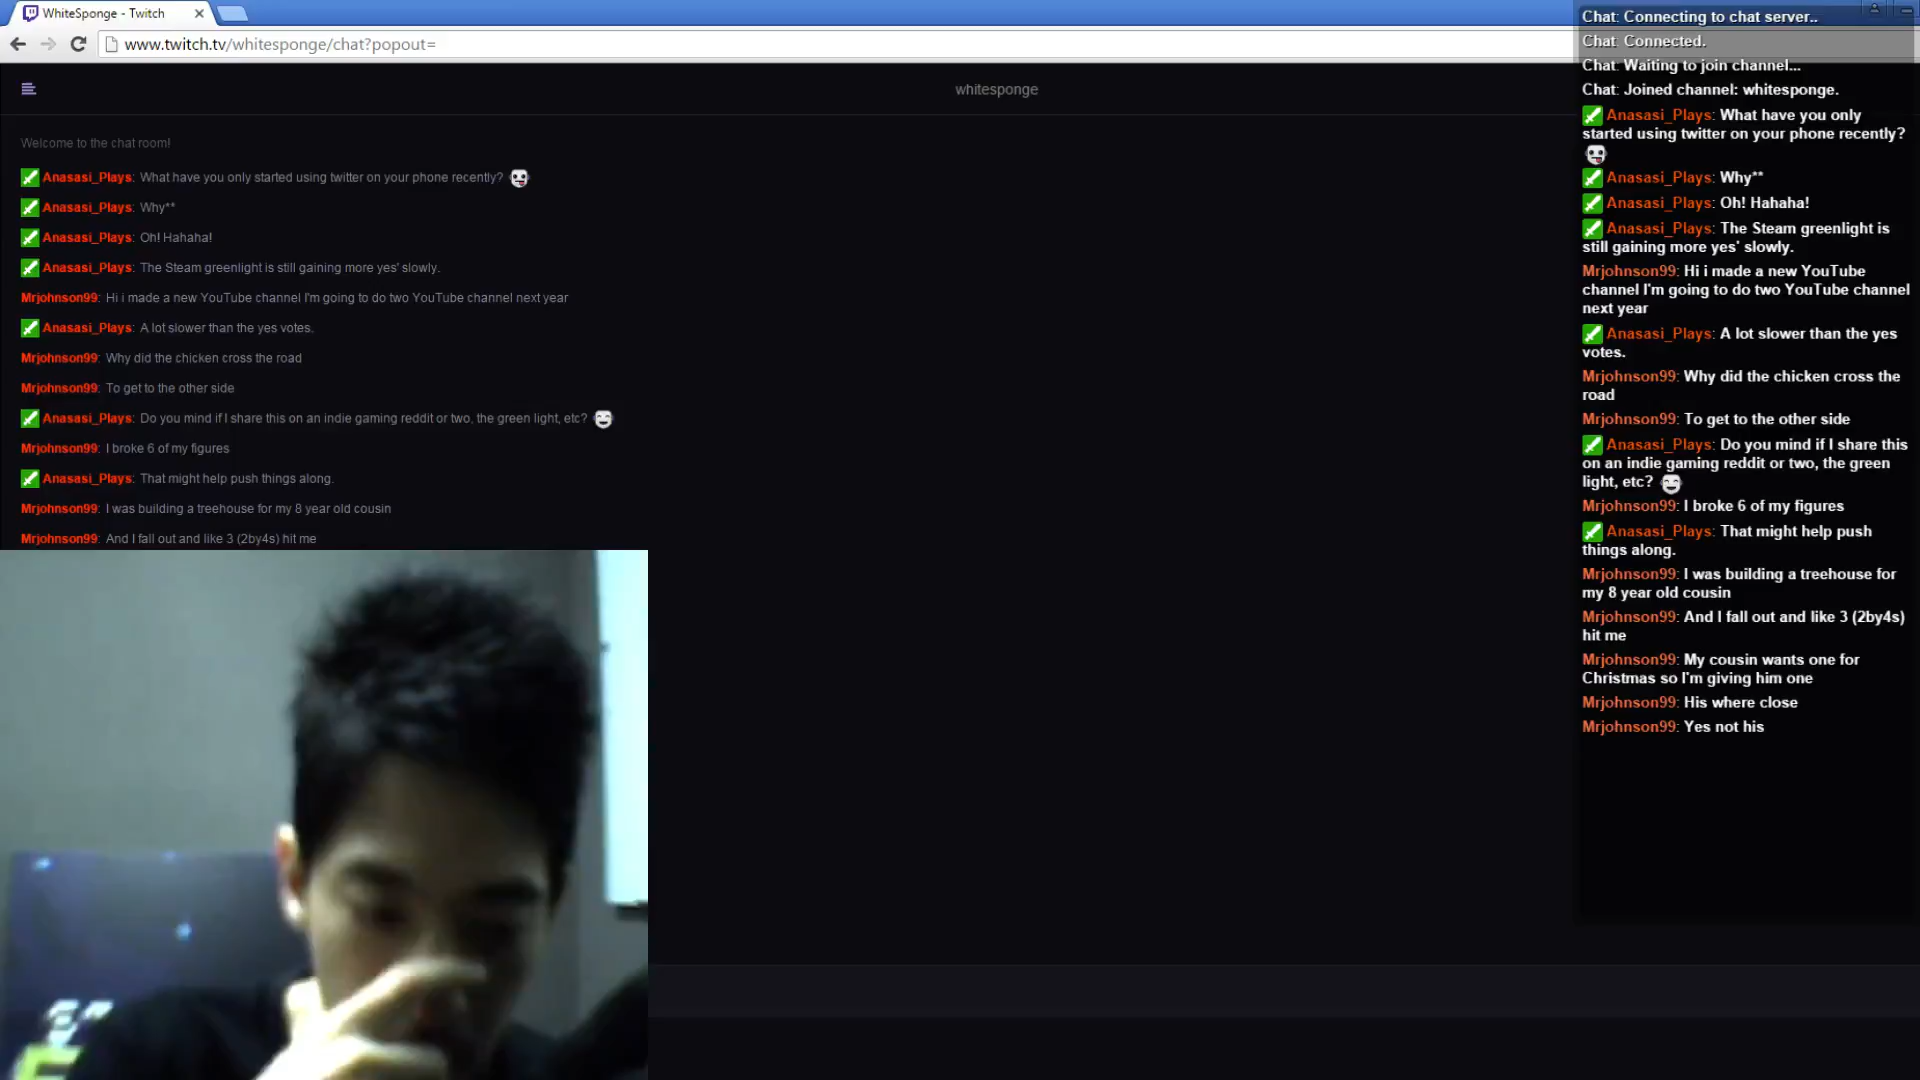 WhiteSponge - Twitch
www.twitch.tv/whitesponge/chat?popout=
whitesponge
Welcome to the chat room!
Anasasi_Plays: What have you only started using twitter on your phone recently?
Anasasi_Plays: Why**
Anasasi_Plays: Oh! Hahaha!
Anasasi_Plays: The Steam greenlight is still gaining more yes' slowly.
Mrjohnson99: Hi i made a new YouTube channel I'm going to do two YouTube channel next year
Anasasi_Plays: A lot slower than the yes votes.
Mrjohnson99: Why did the chicken cross the road
Mrjohnson99: To get to the other side
Anasasi_Plays: Do you mind if I share this on an indie gaming reddit or two, the green light, etc?
Mrjohnson99: I broke 6 of my figures
Anasasi_Plays: That might help push things along.
Mrjohnson99: I was building a treehouse for my 8 year old cousin
Mrjohnson99: And I fall out and like 3 (2by4s) hit me
Chat: Connecting to chat server..
Chat: Connected.
Chat: Waiting to join channel...
Chat: Joined channel: whitesponge.
Anasasi_Plays: What have you only
started using twitter on your phone recently?
Anasasi_Plays: Why**
Anasasi_Plays: Oh! Hahaha!
Anasasi_Plays: The Steam greenlight is
still gaining more yes' slowly.
Mrjohnson99: Hi i made a new YouTube
channel I'm going to do two YouTube channel
next year
Anasasi_Plays: A lot slower than the yes
votes.
Mrjohnson99: Why did the chicken cross the
road
Mrjohnson99: To get to the other side
Anasasi_Plays: Do you mind if I share this
on an indie gaming reddit or two, the green
light, etc?
Mrjohnson99: I broke 6 of my figures
Anasasi_Plays: That might help push
things along.
Mrjohnson99: I was building a treehouse for
my 8 year old cousin
Mrjohnson99: And I fall out and like 3 (2by4s)
hit me
Mrjohnson99: My cousin wants one for
Christmas so I'm giving him one
Mrjohnson99: His where close
Mrjohnson99: Yes not his